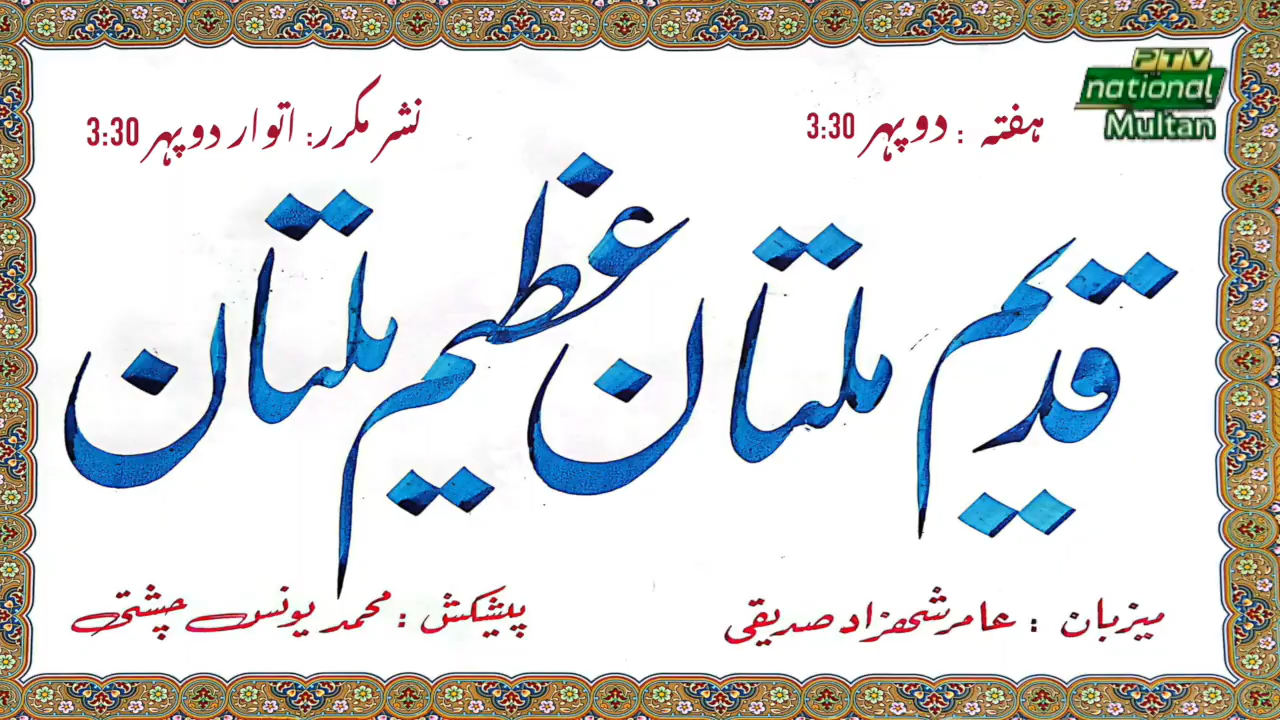 PTV
national
Multan
ہفتہ : دوپہر 3:30
نشر مکرر: اتوار دوپہر 3:30
قدیم ملتان عظیم ملتان
میزبان : عامر شہزاد صدیقی
پیشکش : محمد یونس چشتی